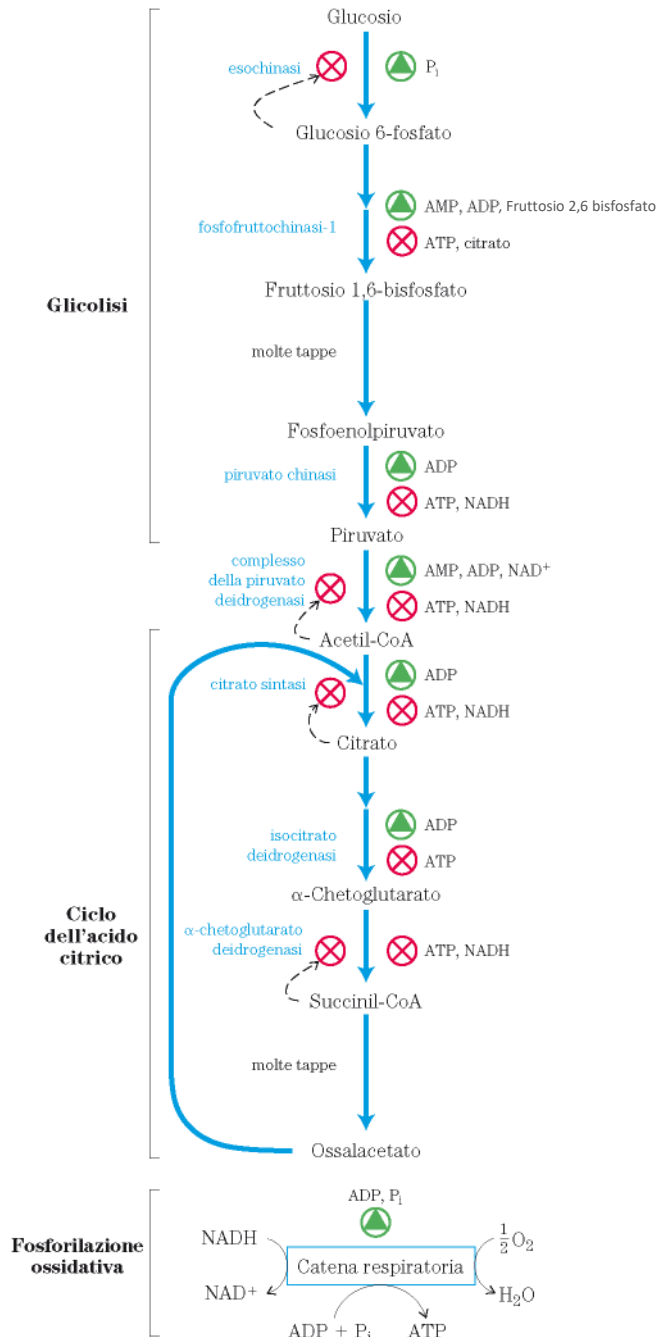 Glucosio
esochinasi
Pᵢ
Glucosio 6-fosfato
AMP, ADP, Fruttosio 2,6 bisfosfato
fosfofruttochinasi-1
ATP, citrato
Fruttosio 1,6-bisfosfato
Glicolisi
molte tappe
Fosfoenolpiruvato
ADP
piruvato chinasi
ATP, NADH
Piruvato
complesso
della piruvato
deidrogenasi
AMP, ADP, NAD⁺
ATP, NADH
Acetil-CoA
ADP
citrato sintasi
ATP, NADH
Citrato
ADP
isocitrato
deidrogenasi
ATP
α-Chetoglutarato
Ciclo
dell'acido
citrico
α-chetoglutarato
deidrogenasi
ATP, NADH
Succinil-CoA
molte tappe
Ossalacetato
ADP, Pᵢ
Fosforilazione
ossidativa
NADH
½O₂
Catena respiratoria
NAD⁺
H₂O
ADP + Pᵢ
ATP